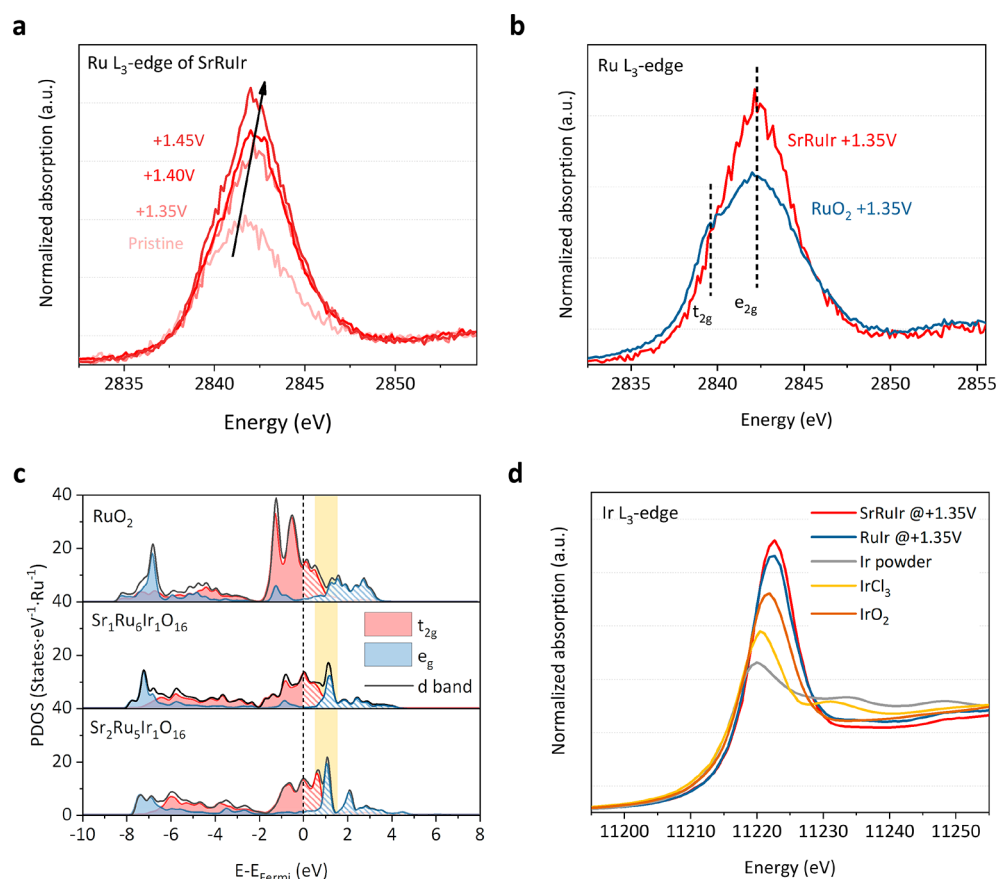 a
Ru L₃-edge of SrRuIr
+1.45V
+1.40V
+1.35V
Pristine
Normalized absorption (a.u.)
2835 2840 2845 2850
Energy (eV)
b
Ru L₃-edge
SrRuIr +1.35V
RuO₂ +1.35V
t₂g
e₂g
Normalized absorption (a.u.)
2835 2840 2845 2850 2855
Energy (eV)
c
RuO₂
40
20
40
Sr₁Ru₆Ir₁O₁₆
t₂g
e_g
d band
20
40
Sr₂Ru₅Ir₁O₁₆
20
0
PDOS (States·eV⁻¹·Ru⁻¹)
-10 -8 -6 -4 -2 0 2 4 6 8
E-E_Fermi (eV)
d
Ir L₃-edge
SrRuIr @+1.35V
RuIr @+1.35V
Ir powder
IrCl₃
IrO₂
Normalized absorption (a.u.)
11200 11210 11220 11230 11240 11250
Energy (eV)